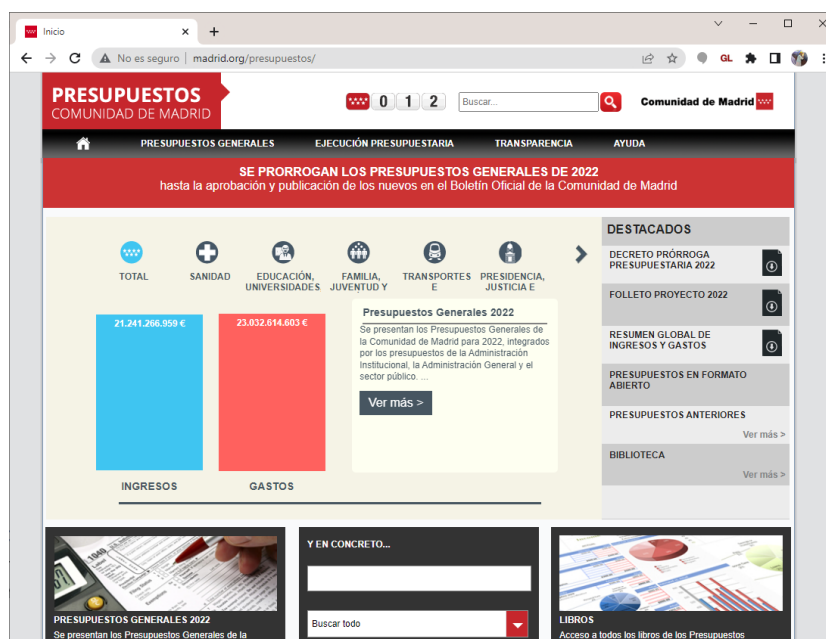 Inicio
No es seguro | madrid.org/presupuestos/
GL
PRESUPUESTOS
COMUNIDAD DE MADRID
012
Buscar...
Comunidad de Madrid
PRESUPUESTOS GENERALES
EJECUCIÓN PRESUPUESTARIA
TRANSPARENCIA
AYUDA
SE PRORROGAN LOS PRESUPUESTOS GENERALES DE 2022
hasta la aprobación y publicación de los nuevos en el Boletín Oficial de la Comunidad de Madrid
TOTAL
SANIDAD
EDUCACIÓN,
UNIVERSIDADES
FAMILIA,
JUVENTUD Y
TRANSPORTES
E
PRESIDENCIA,
JUSTICIA E
21.241.266.959 €
23.032.614.603 €
INGRESOS
GASTOS
Presupuestos Generales 2022
Se presentan los Presupuestos Generales de
la Comunidad de Madrid para 2022, integrados
por los presupuestos de la Administración
Institucional, la Administración General y el
sector público. ...
Ver más >
DESTACADOS
DECRETO PRÓRROGA
PRESUPUESTARIA 2022
FOLLETO PROYECTO 2022
RESUMEN GLOBAL DE
INGRESOS Y GASTOS
PRESUPUESTOS EN FORMATO
ABIERTO
PRESUPUESTOS ANTERIORES
Ver más >
BIBLIOTECA
Ver más >
1040
PRESUPUESTOS GENERALES 2022
Se presentan los Presupuestos Generales de la
Y EN CONCRETO...
Buscar todo
LIBROS
Acceso a todos los libros de los Presupuestos